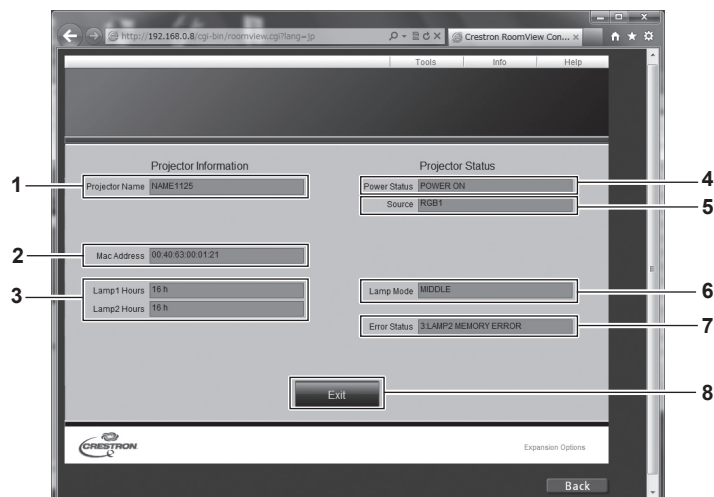 http://192.168.0.8/cgi-bin/roomview.cgi?lang=jp
Crestron RoomView Con...
Tools Info Help
Projector Information
Projector Status
1 Projector Name NAME1125
Power Status POWER ON 4
Source RGB1 5
2 Mac Address 00:40:63:00:01:21
3 Lamp1 Hours 16 h
Lamp2 Hours 16 h
Lamp Mode MIDDLE 6
Error Status 3:LAMP2 MEMORY ERROR 7
Exit 8
CRESTRON
Expansion Options
Back